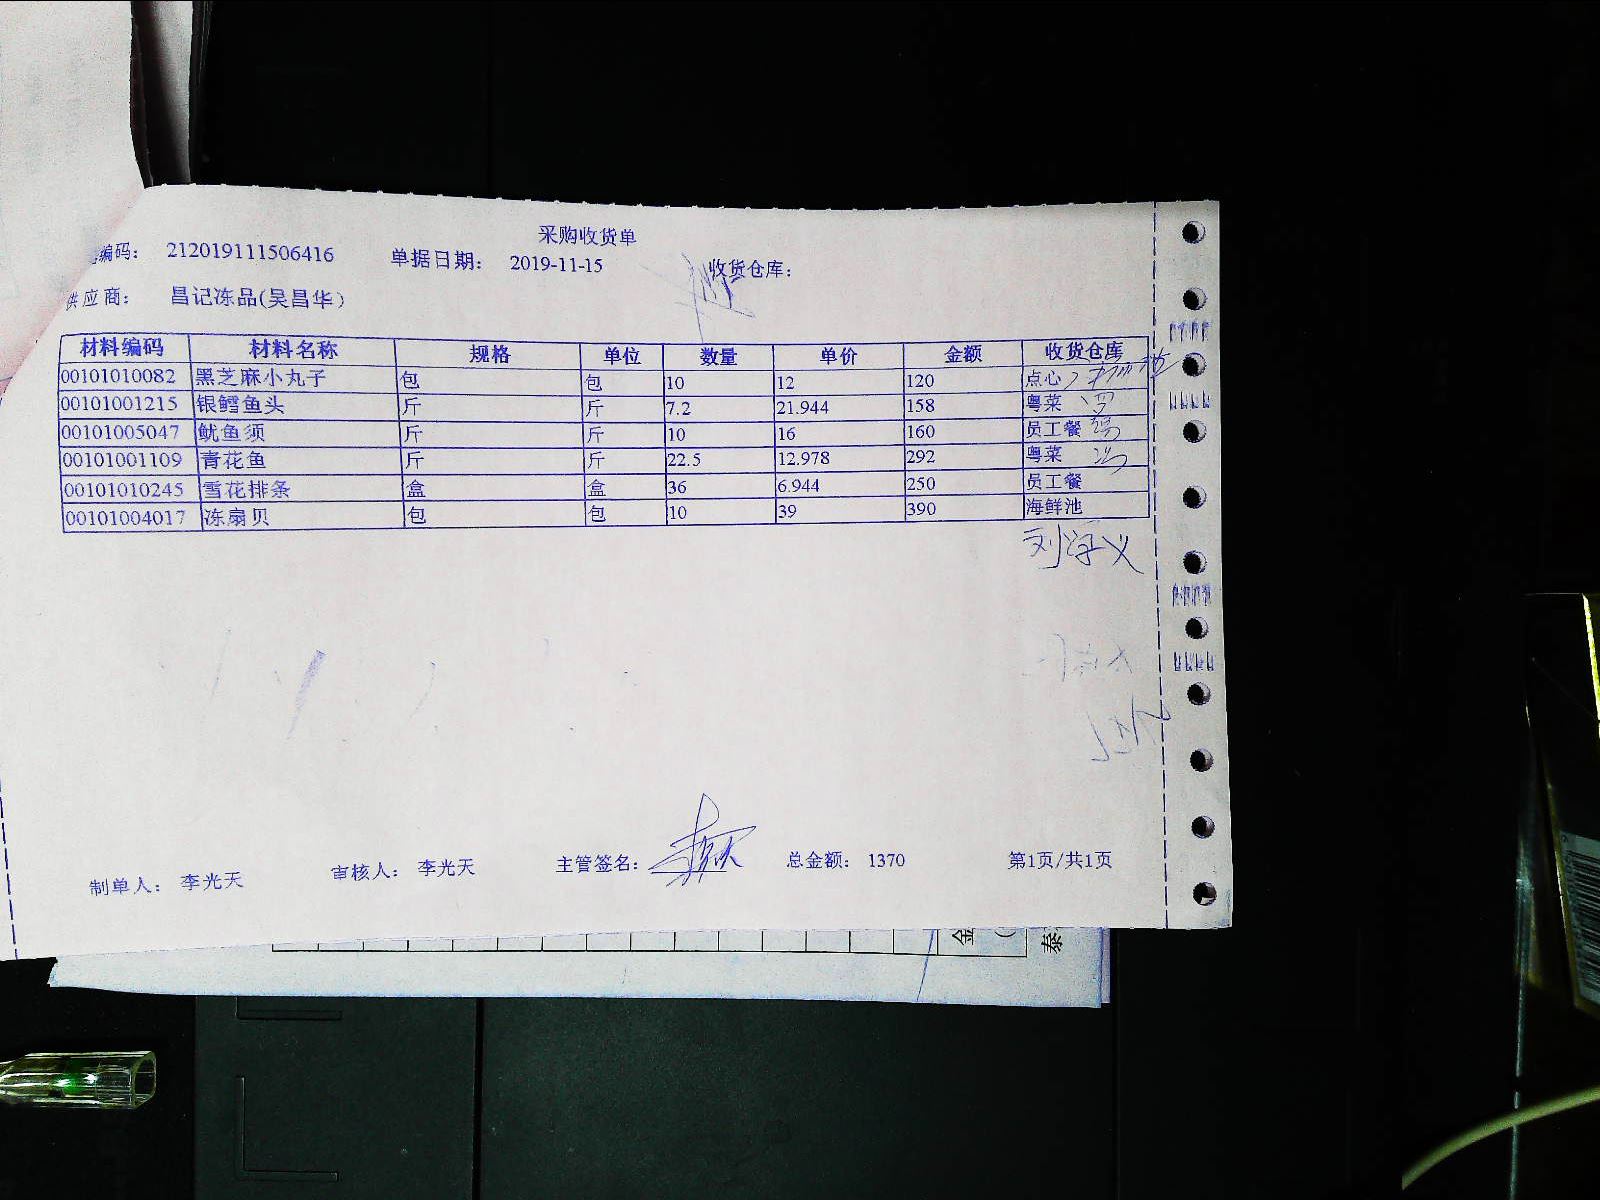 采购收货单
编码： 212019111506416 单据日期： 2019-11-15 收货仓库：
供应商： 昌记冻品(吴昌华)
材料编码 材料名称 规格 单位 数量 单价 金额 收货仓库
00101010082 黑芝麻小丸子 包 包 10 12 120 点心
00101001215 银鳕鱼头 斤 斤 7.2 21.944 158 粤菜
00101005047 鱿鱼须 斤 斤 10 16 160 员工餐
00101001109 青花鱼 斤 斤 22.5 12.978 292 粤菜
00101010245 雪花排条 盒 盒 36 6.944 250 员工餐
00101004017 冻扇贝 包 包 10 39 390 海鲜池
制单人： 李光天 审核人： 李光天 主管签名： 总金额： 1370 第1页/共1页
金
泰